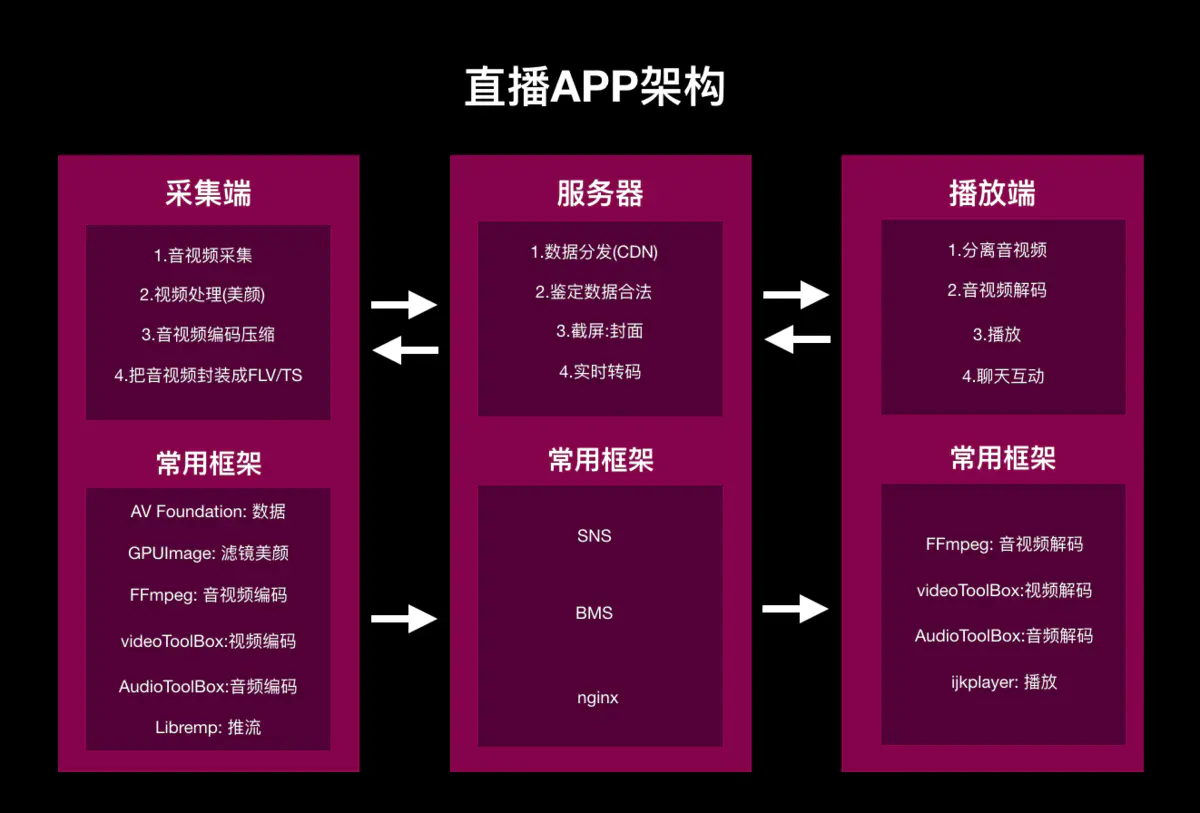 直播APP架构
采集端
1.音视频采集
2.视频处理(美颜)
3.音视频编码压缩
4.把音视频封装成FLV/TS
常用框架
AV Foundation: 数据
GPUImage: 滤镜美颜
FFmpeg: 音视频编码
videoToolBox:视频编码
AudioToolBox:音频编码
Libremp: 推流
服务器
1.数据分发(CDN)
2.鉴定数据合法
3.截屏:封面
4.实时转码
常用框架
SNS
BMS
nginx
播放端
1.分离音视频
2.音视频解码
3.播放
4.聊天互动
常用框架
FFmpeg: 音视频解码
videoToolBox:视频解码
AudioToolBox:音频解码
ijkplayer: 播放